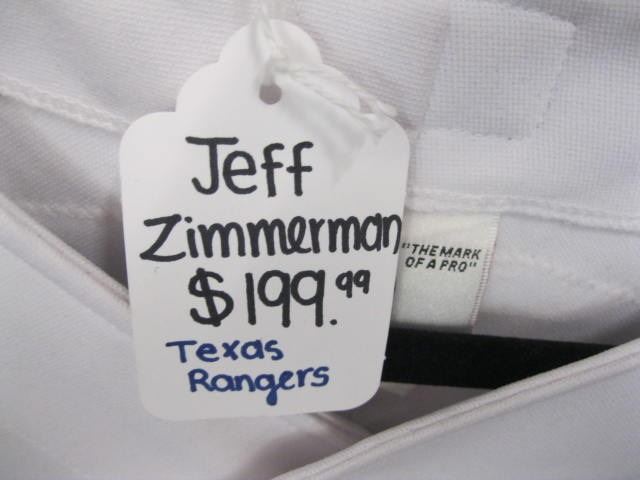 Jeff
Zimmerman
$199.99
Texas
Rangers
"THE MARK
OF A PRO"